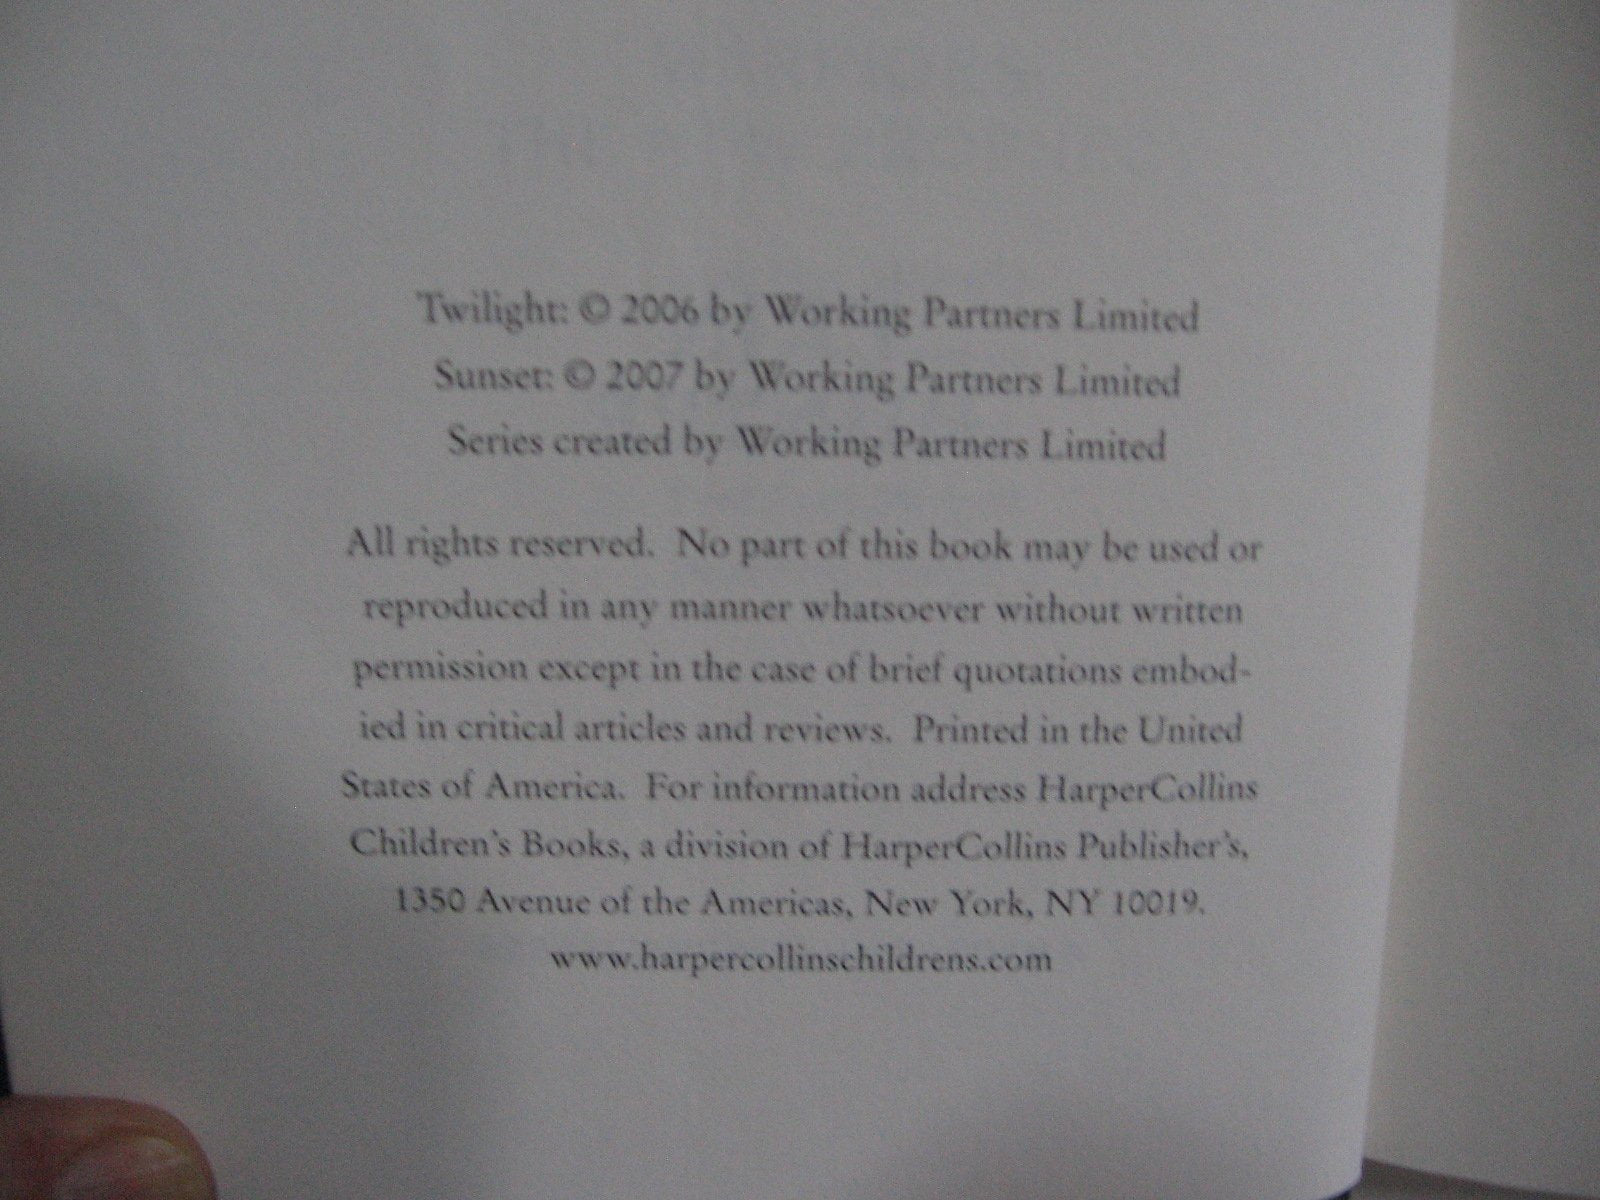 Twilight: © 2006 by Working Partners Limited
Sunset: © 2007 by Working Partners Limited
Series created by Working Partners Limited
All rights reserved. No part of this book may be used or
reproduced in any manner whatsoever without written
permission except in the case of brief quotations embod-
ied in critical articles and reviews. Printed in the United
States of America. For information address HarperCollins
Children's Books, a division of HarperCollins Publisher's,
1350 Avenue of the Americas, New York, NY 10019.
www.harpercollinschildrens.com